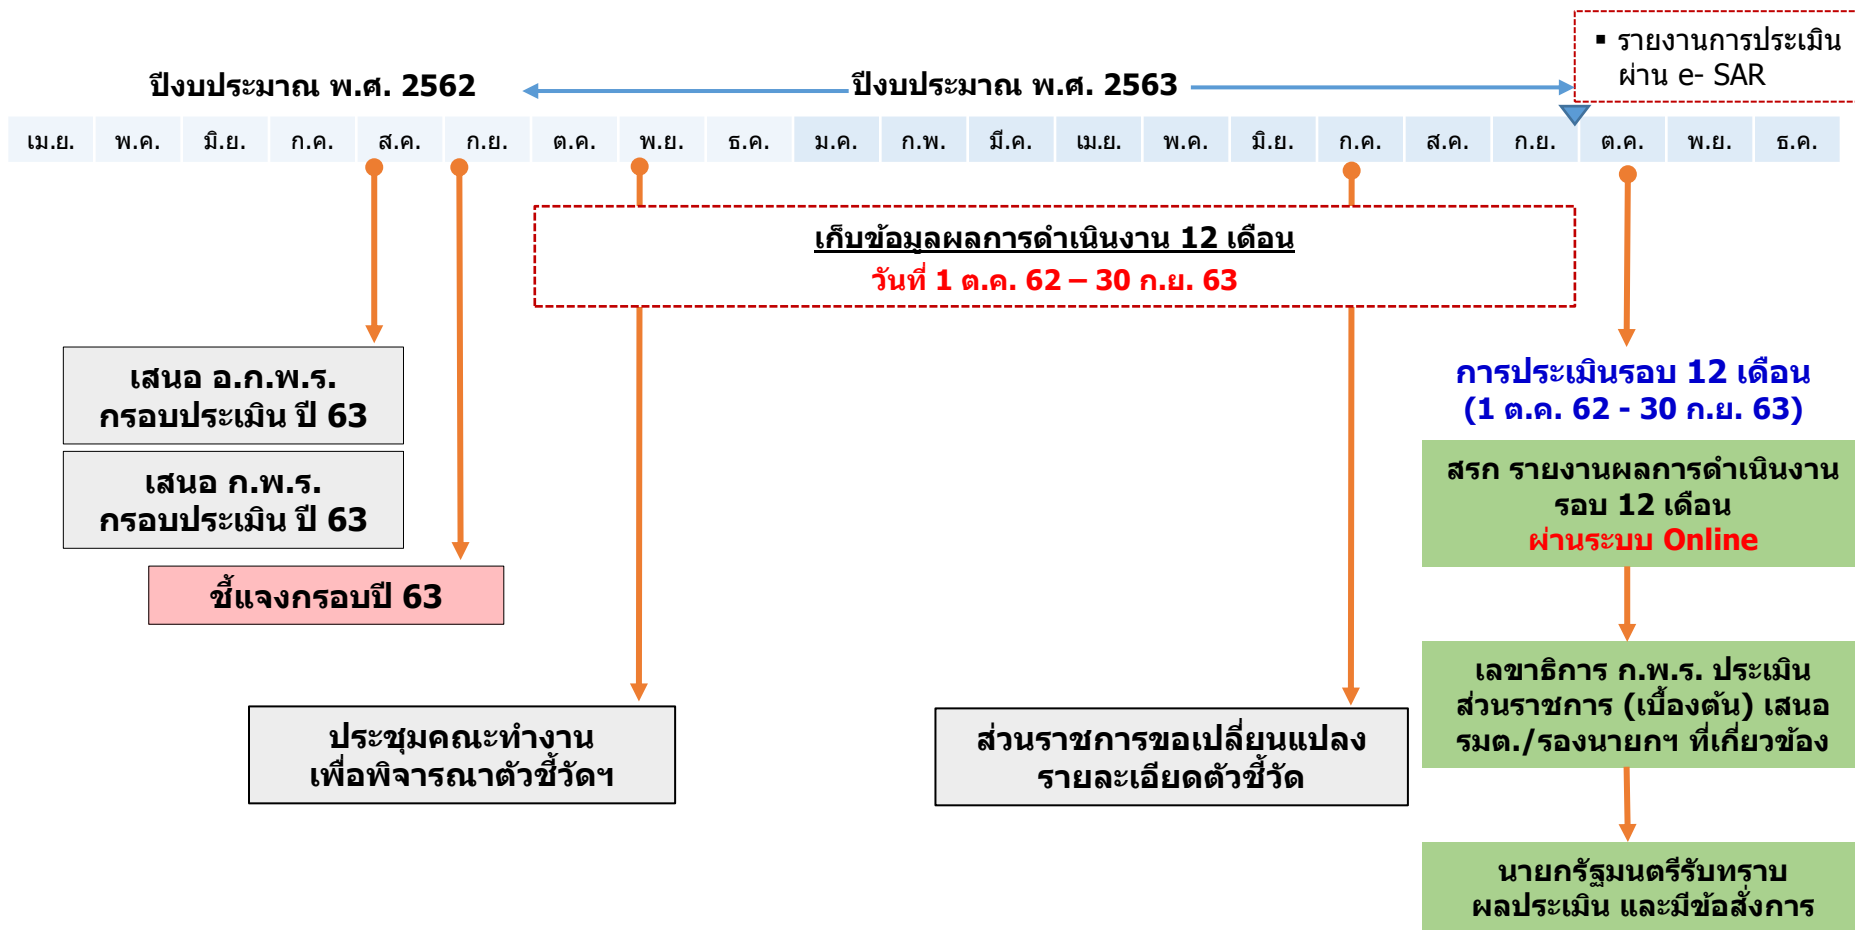 ▪ รายงานการประเมิน
ผ่าน e- SAR
ปีงบประมาณ พ.ศ. 2562
ปีงบประมาณ พ.ศ. 2563
เม.ย. พ.ค. มิ.ย. ก.ค. ส.ค. ก.ย. ต.ค. พ.ย. ธ.ค. ม.ค. ก.พ. มี.ค. เม.ย. พ.ค. มิ.ย. ก.ค. ส.ค. ก.ย. ต.ค. พ.ย. ธ.ค.
เก็บข้อมูลผลการดำเนินงาน 12 เดือน
วันที่ 1 ต.ค. 62 – 30 ก.ย. 63
เสนอ อ.ก.พ.ร.
กรอบประเมิน ปี 63
เสนอ ก.พ.ร.
กรอบประเมิน ปี 63
ชี้แจงกรอบปี 63
ประชุมคณะทำงาน
เพื่อพิจารณาตัวชี้วัดฯ
ส่วนราชการขอเปลี่ยนแปลง
รายละเอียดตัวชี้วัด
การประเมินรอบ 12 เดือน
(1 ต.ค. 62 - 30 ก.ย. 63)
สรก รายงานผลการดำเนินงาน
รอบ 12 เดือน
ผ่านระบบ Online
เลขาธิการ ก.พ.ร. ประเมิน
ส่วนราชการ (เบื้องต้น) เสนอ
รมต./รองนายกฯ ที่เกี่ยวข้อง
นายกรัฐมนตรีรับทราบ
ผลประเมิน และมีข้อสั่งการ